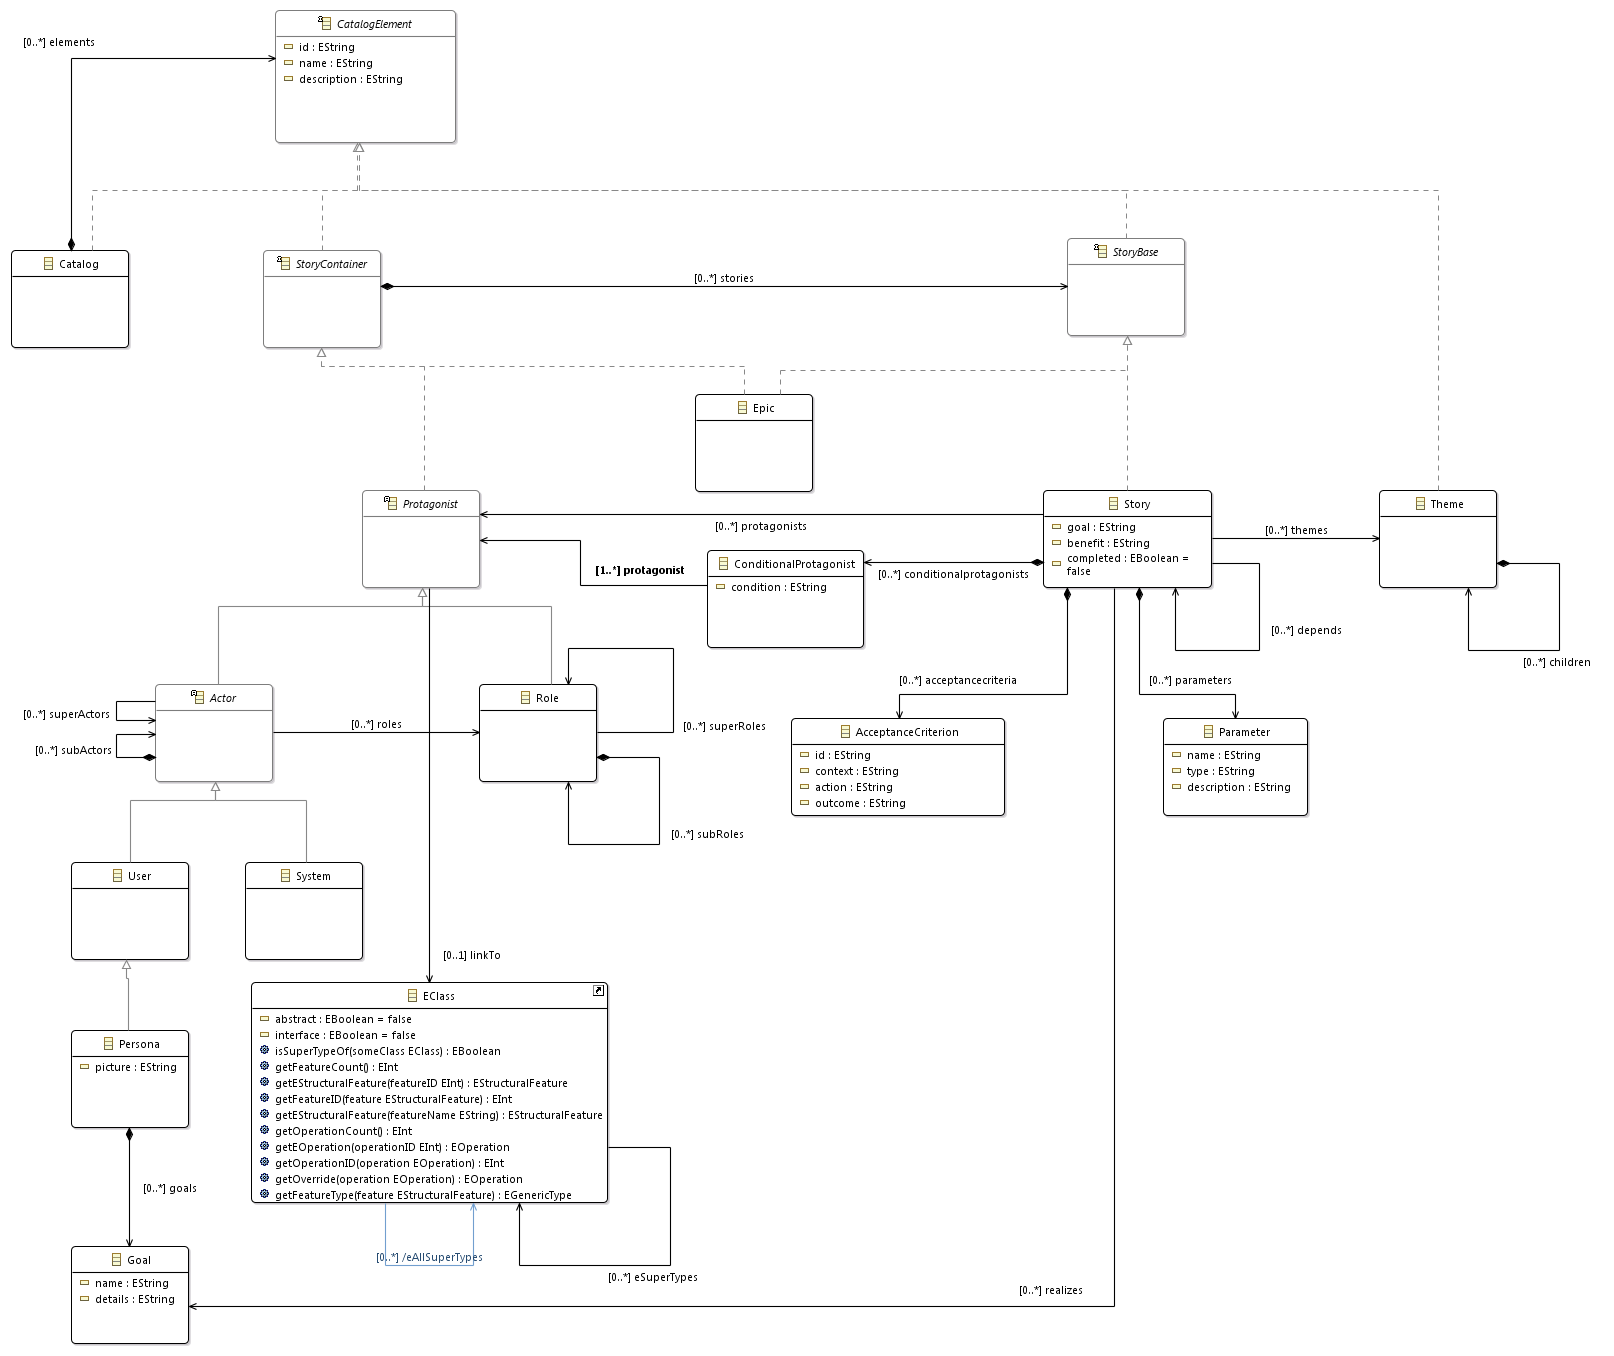 CatalogElement
[0..*] elements
id : EString
name : EString
description : EString
Catalog
StoryContainer
StoryBase
[0..*] stories
Epic
Protagonist
Story
goal : EString
benefit : EString
completed : EBoolean =
false
Theme
[0..*] protagonists
[0..*] themes
ConditionalProtagonist
condition : EString
[1..*] protagonist
[0..*] conditionalprotagonists
[0..*] depends
[0..*] children
[0..*] acceptancecriteria
[0..*] parameters
Actor
Role
[0..*] superActors
[0..*] subActors
[0..*] roles
[0..*] superRoles
[0..*] subRoles
AcceptanceCriterion
id : EString
context : EString
action : EString
outcome : EString
Parameter
name : EString
type : EString
description : EString
User
System
[0..1] linkTo
EClass
abstract : EBoolean = false
interface : EBoolean = false
isSuperTypeOf(someClass EClass) : EBoolean
getFeatureCount() : EInt
getEStructuralFeature(featureID EInt) : EStructuralFeature
getFeatureID(feature EStructuralFeature) : EInt
getEStructuralFeature(featureName EString) : EStructuralFeature
getOperationCount() : EInt
getEOperation(operationID EInt) : EOperation
getOperationID(operation EOperation) : EInt
getOverride(operation EOperation) : EOperation
getFeatureType(feature EStructuralFeature) : EGenericType
Persona
picture : EString
[0..*] goals
[0..*] /eAllSuperTypes
[0..*] eSuperTypes
Goal
name : EString
details : EString
[0..*] realizes